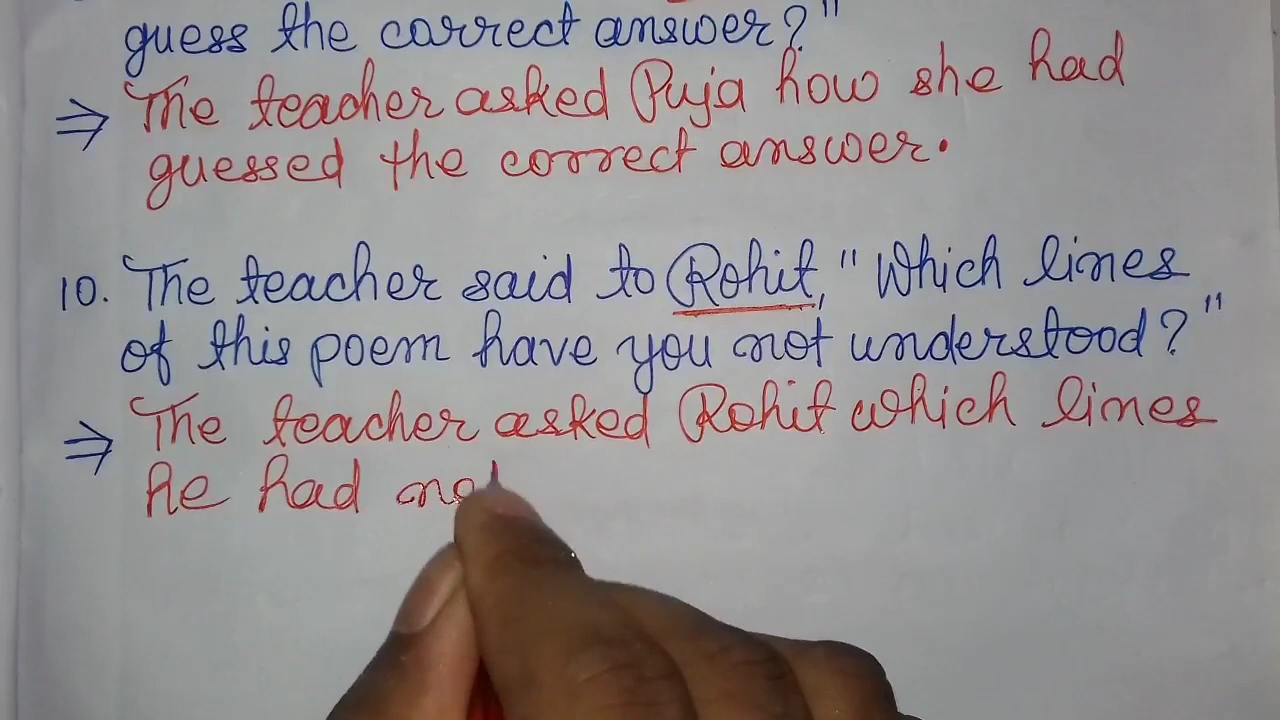 guess the correct answer?"
⇒ The teacher asked Puja how she had
guessed the correct answer.
10. The teacher said to Rohit, "Which lines
of this poem have you not understood?"
⇒ The teacher asked Rohit which lines
he had not